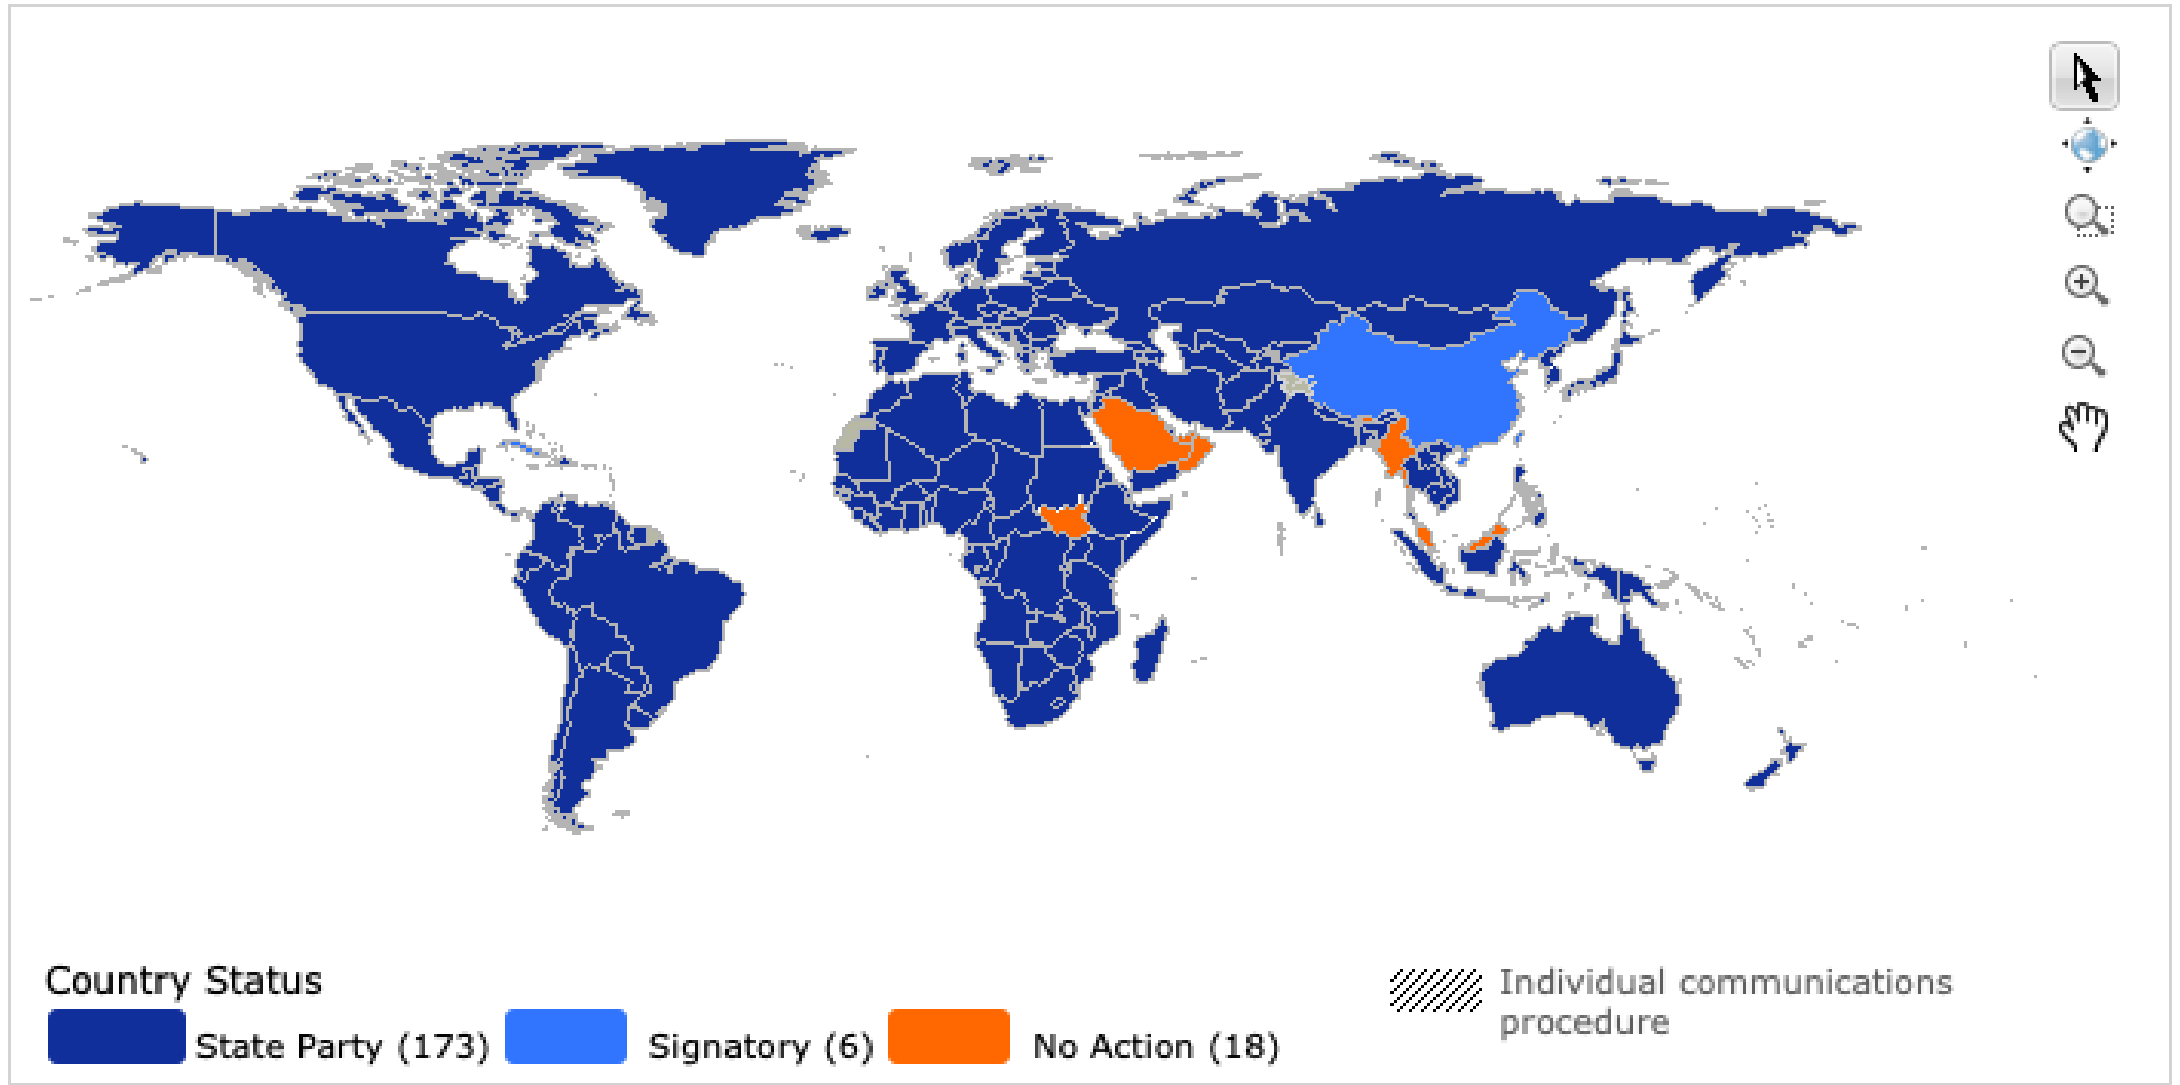 Country Status
State Party (173)
Signatory (6)
No Action (18)
Individual communications
procedure